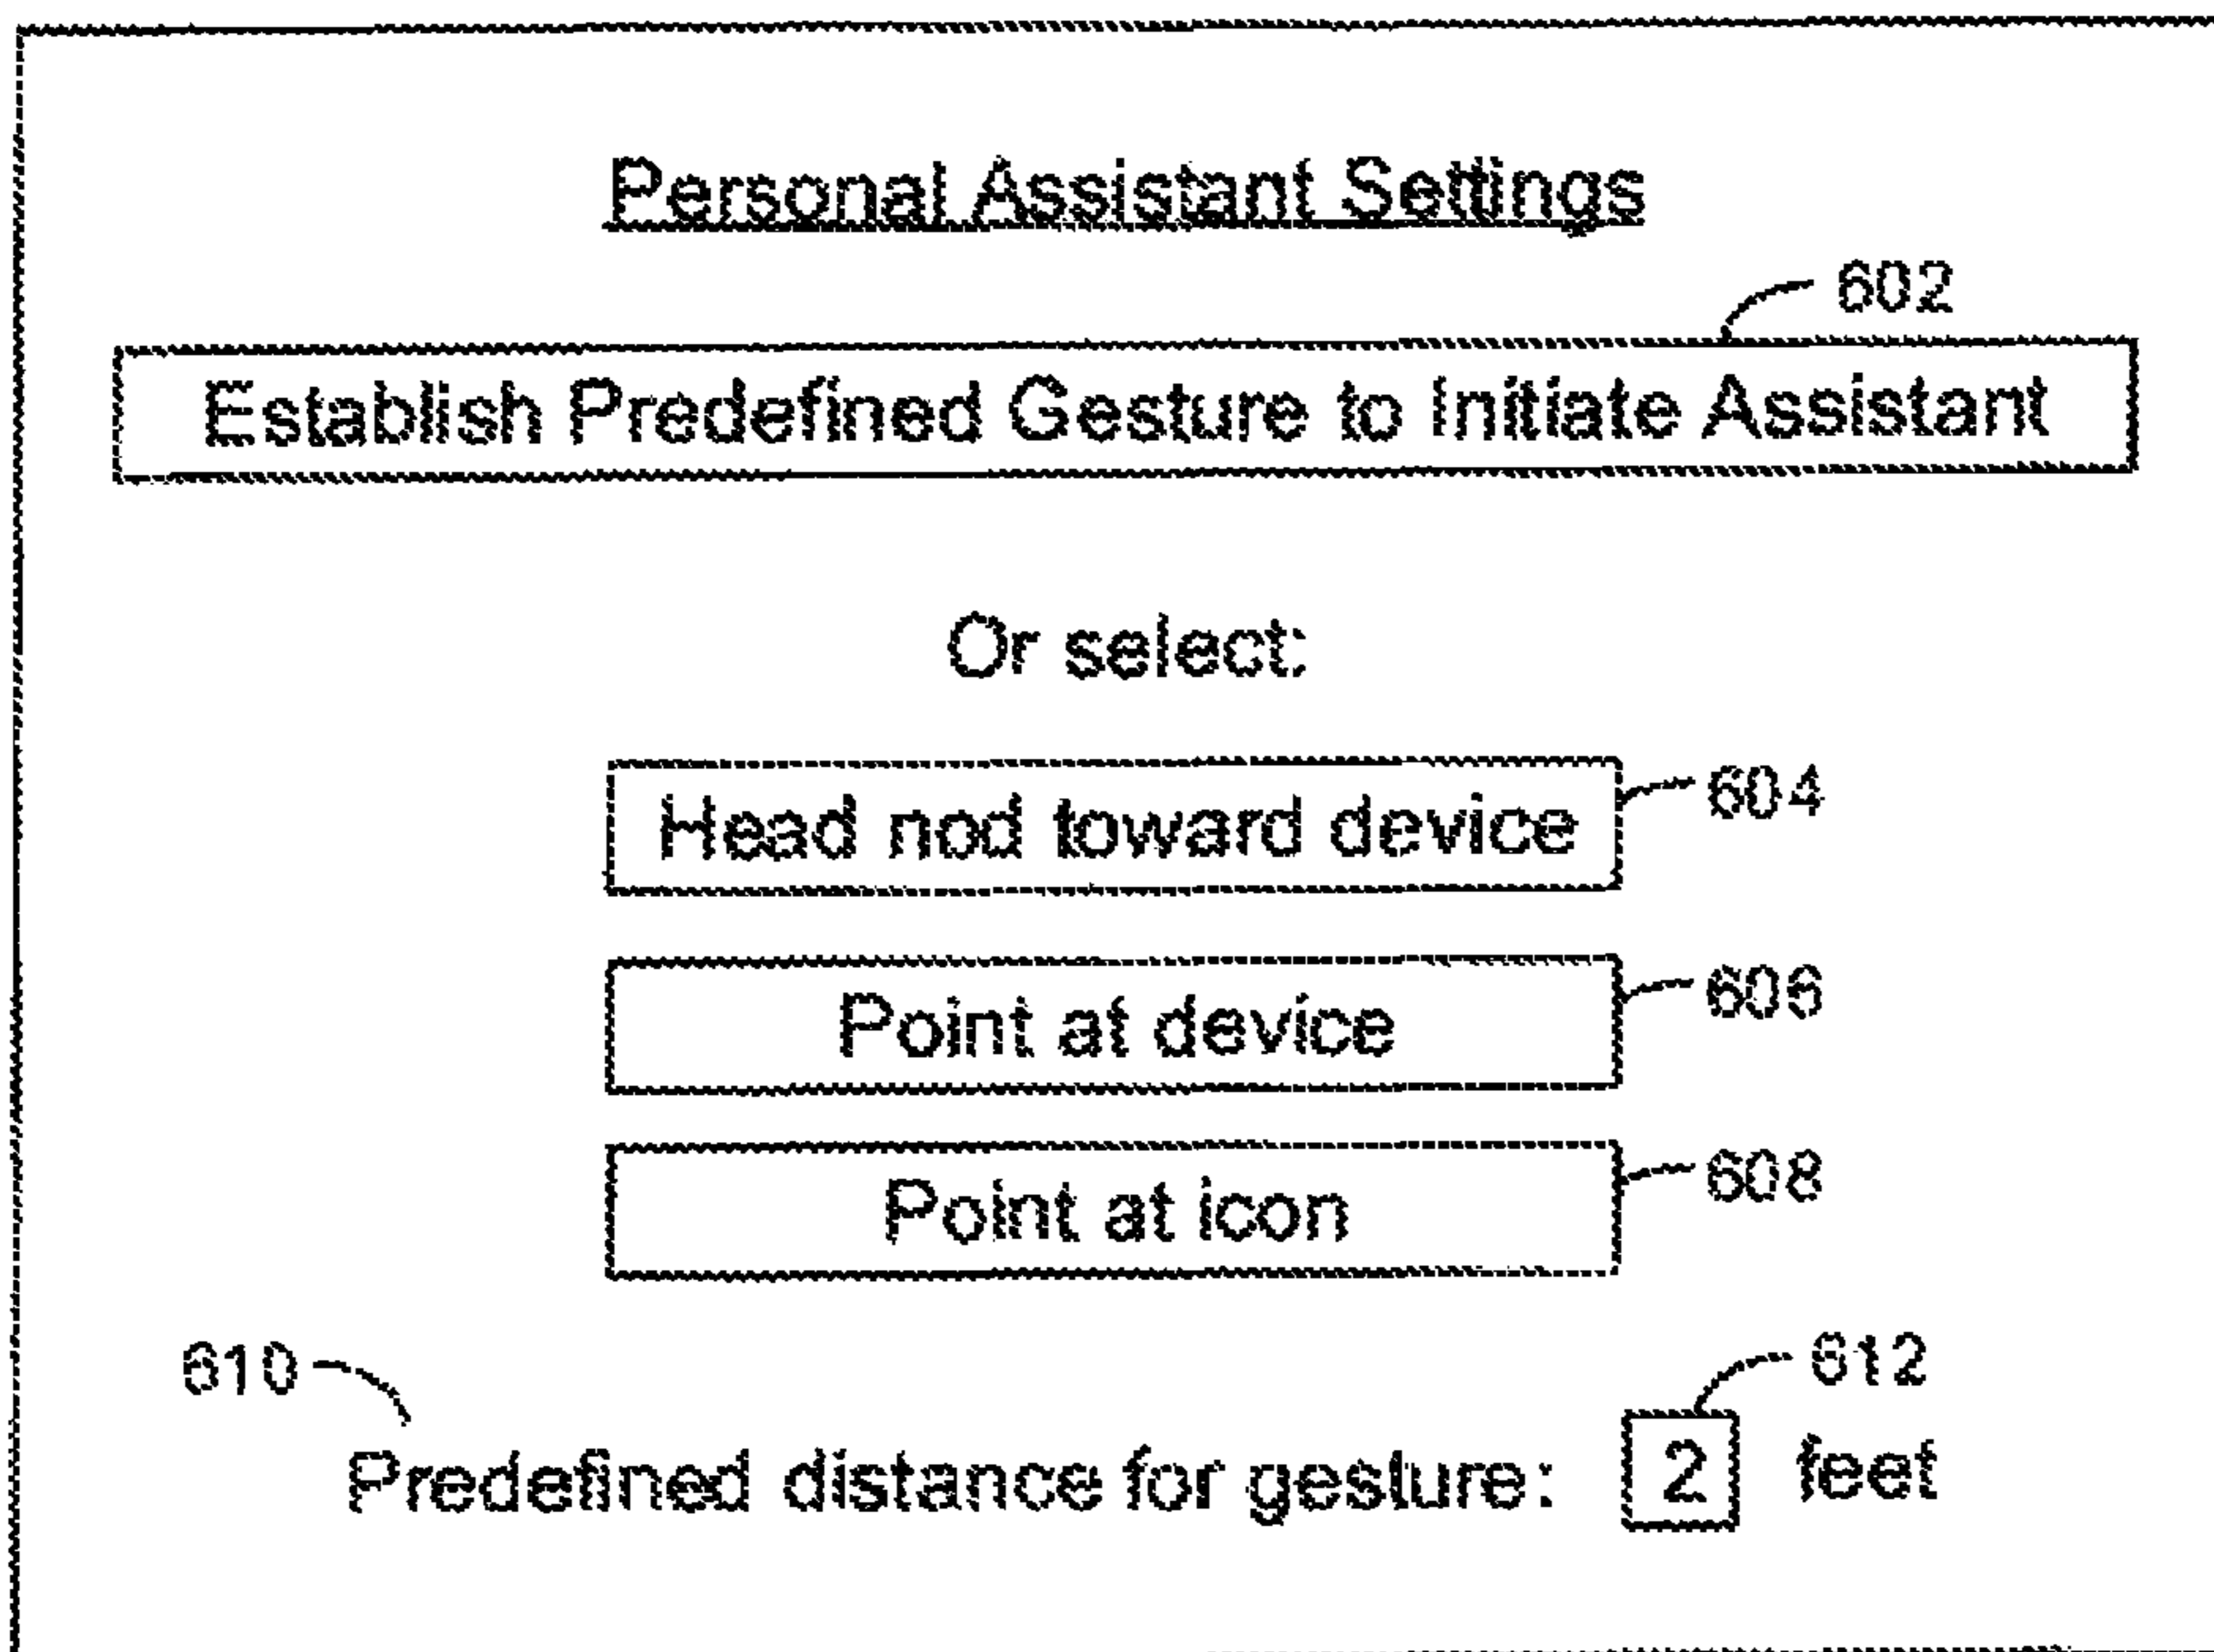 Personal Assistant Settings
602
Establish Predefined Gesture to Initiate Assistant
Or select:
Head nod toward device
604
Point at device
606
Point at icon
608
610
612
Predefined distance for gesture: 2 feet